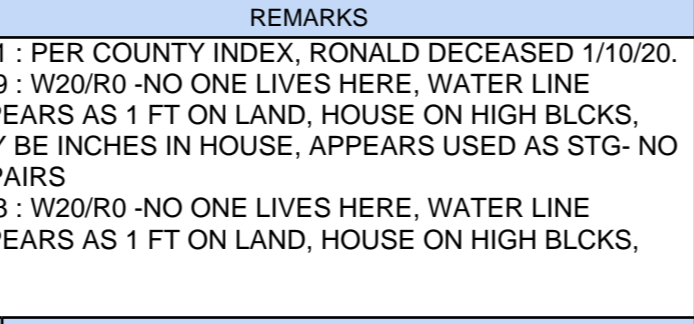 REMARKS
1 : PER COUNTY INDEX, RONALD DECEASED 1/10/20.
9 : W20/R0 -NO ONE LIVES HERE, WATER LINE
PEARS AS 1 FT ON LAND, HOUSE ON HIGH BLCKS,
Y BE INCHES IN HOUSE, APPEARS USED AS STG- NO
PAIRS
3 : W20/R0 -NO ONE LIVES HERE, WATER LINE
PEARS AS 1 FT ON LAND, HOUSE ON HIGH BLCKS,